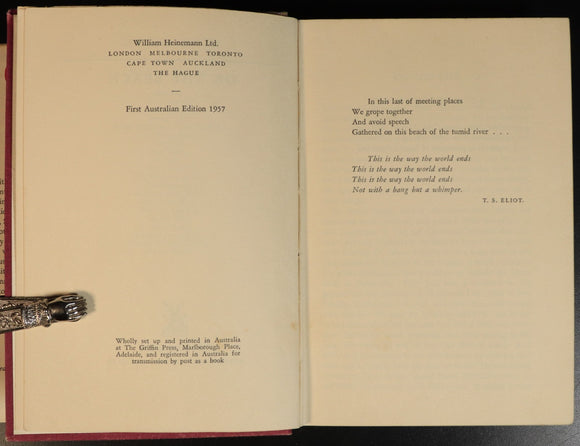 William Heinemann Ltd.
LONDON MELBOURNE TORONTO
CAPE TOWN AUCKLAND
THE HAGUE
—
First Australian Edition 1957
Wholly set up and printed in Australia
at The Griffin Press, Marlborough Place,
Adelaide, and registered in Australia for
transmission by post as a book
In this last of meeting places
We grope together
And avoid speech
Gathered on this beach of the tumid river . . .
This is the way the world ends
This is the way the world ends
This is the way the world ends
Not with a bang but a whimper.
T. S. ELIOT.